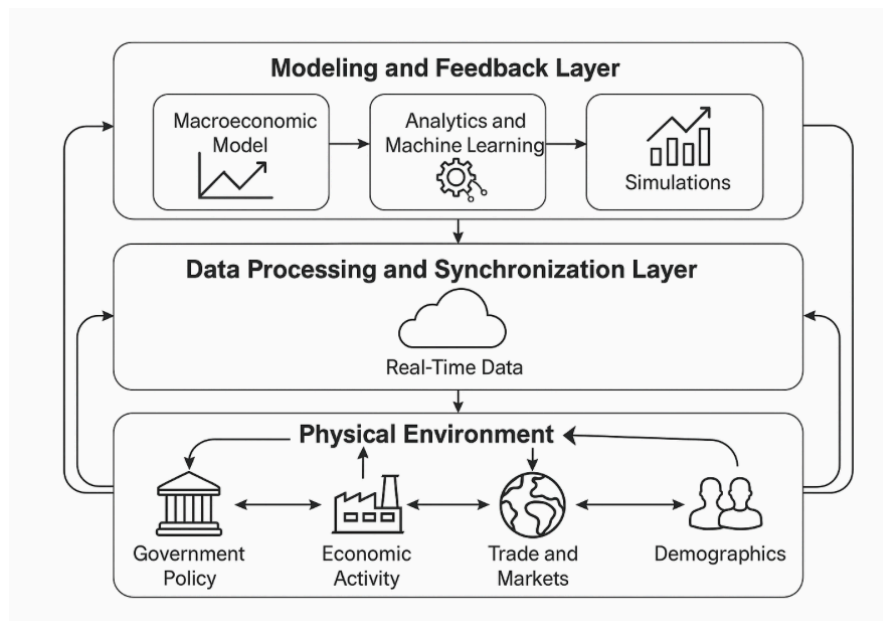 Modeling and Feedback Layer
Macroeconomic
Model
Analytics and
Machine Learning
Simulations
Data Processing and Synchronization Layer
Real-Time Data
Physical Environment
Government
Policy
Economic
Activity
Trade and
Markets
Demographics